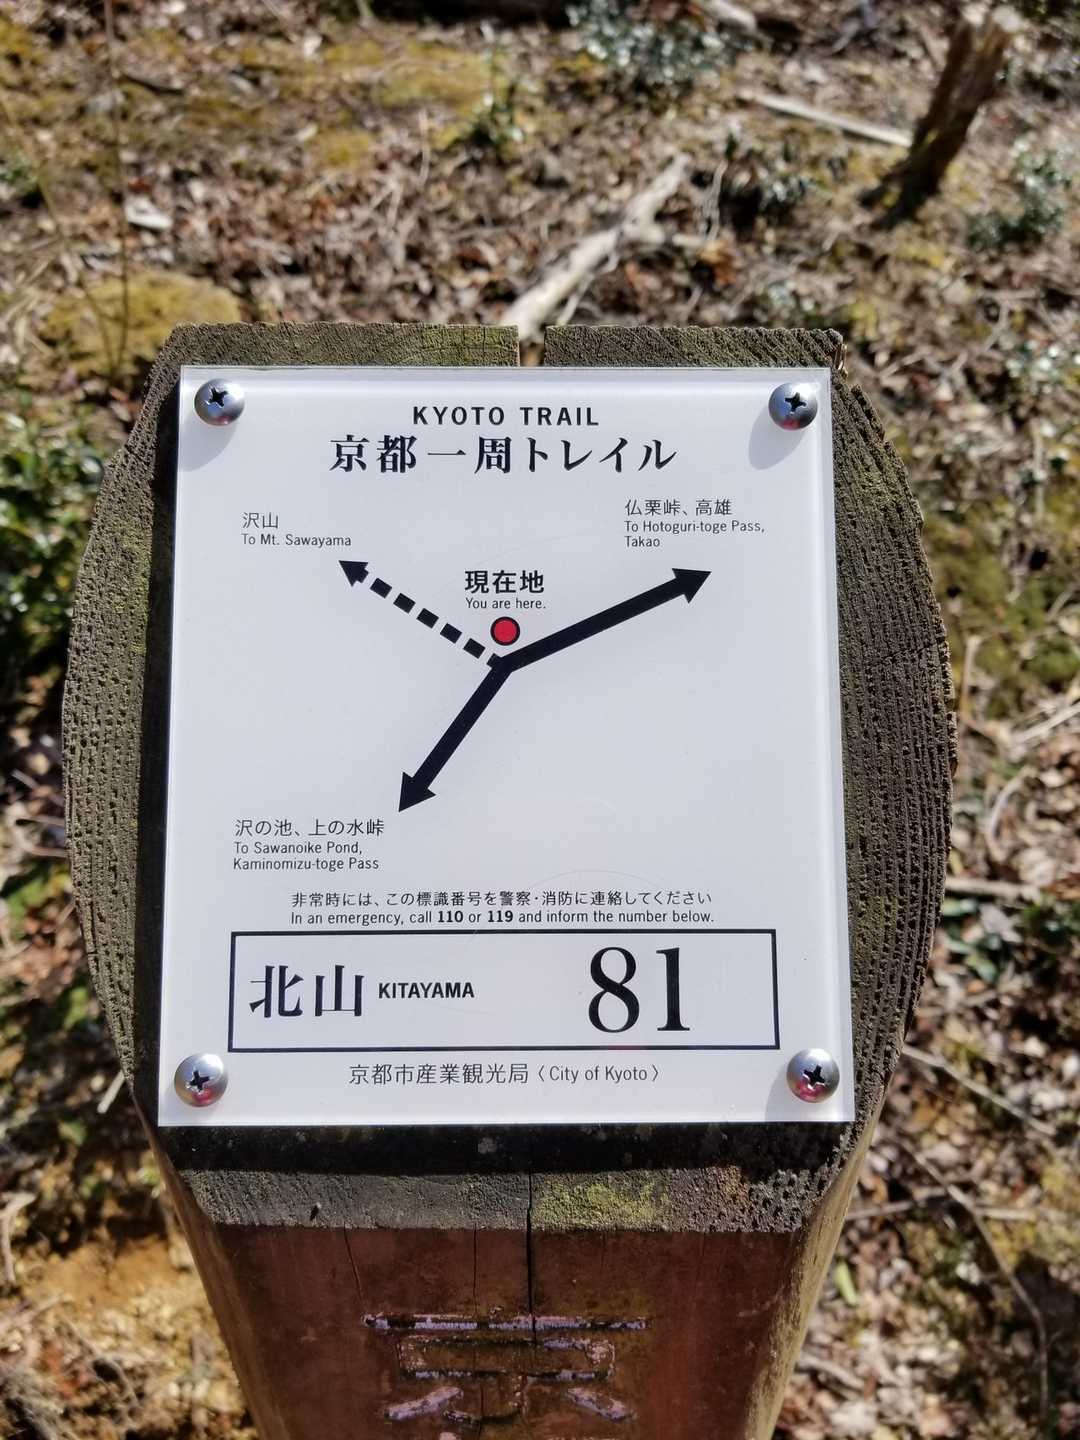 KYOTO TRAIL
京都一周トレイル
沢山
To Mt. Sawayama
仏栗峠、高雄
To Hotoguri-toge Pass,
Takao
現在地
You are here.
沢の池、上の水峠
To Sawanoike Pond,
Kaminomizu-toge Pass
非常時には、この標識番号を警察・消防に連絡してください
In an emergency, call 110 or 119 and inform the number below.
北山 KITAYAMA 81
京都市産業観光局〈City of Kyoto〉
京